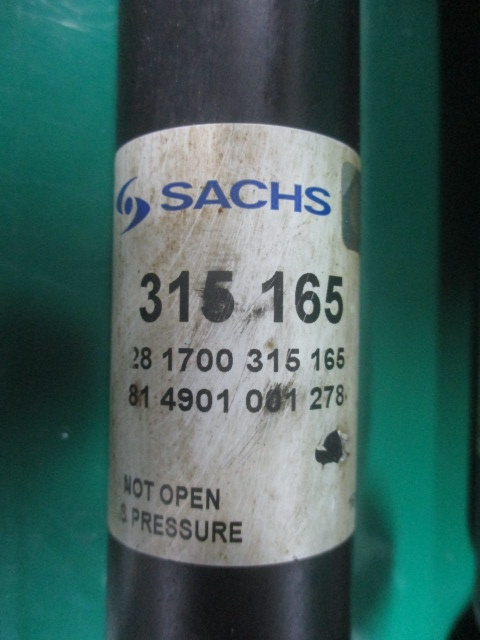 SACHS
315 165
28 1700 315 165
81 4901 001 278
NOT OPEN
& PRESSURE